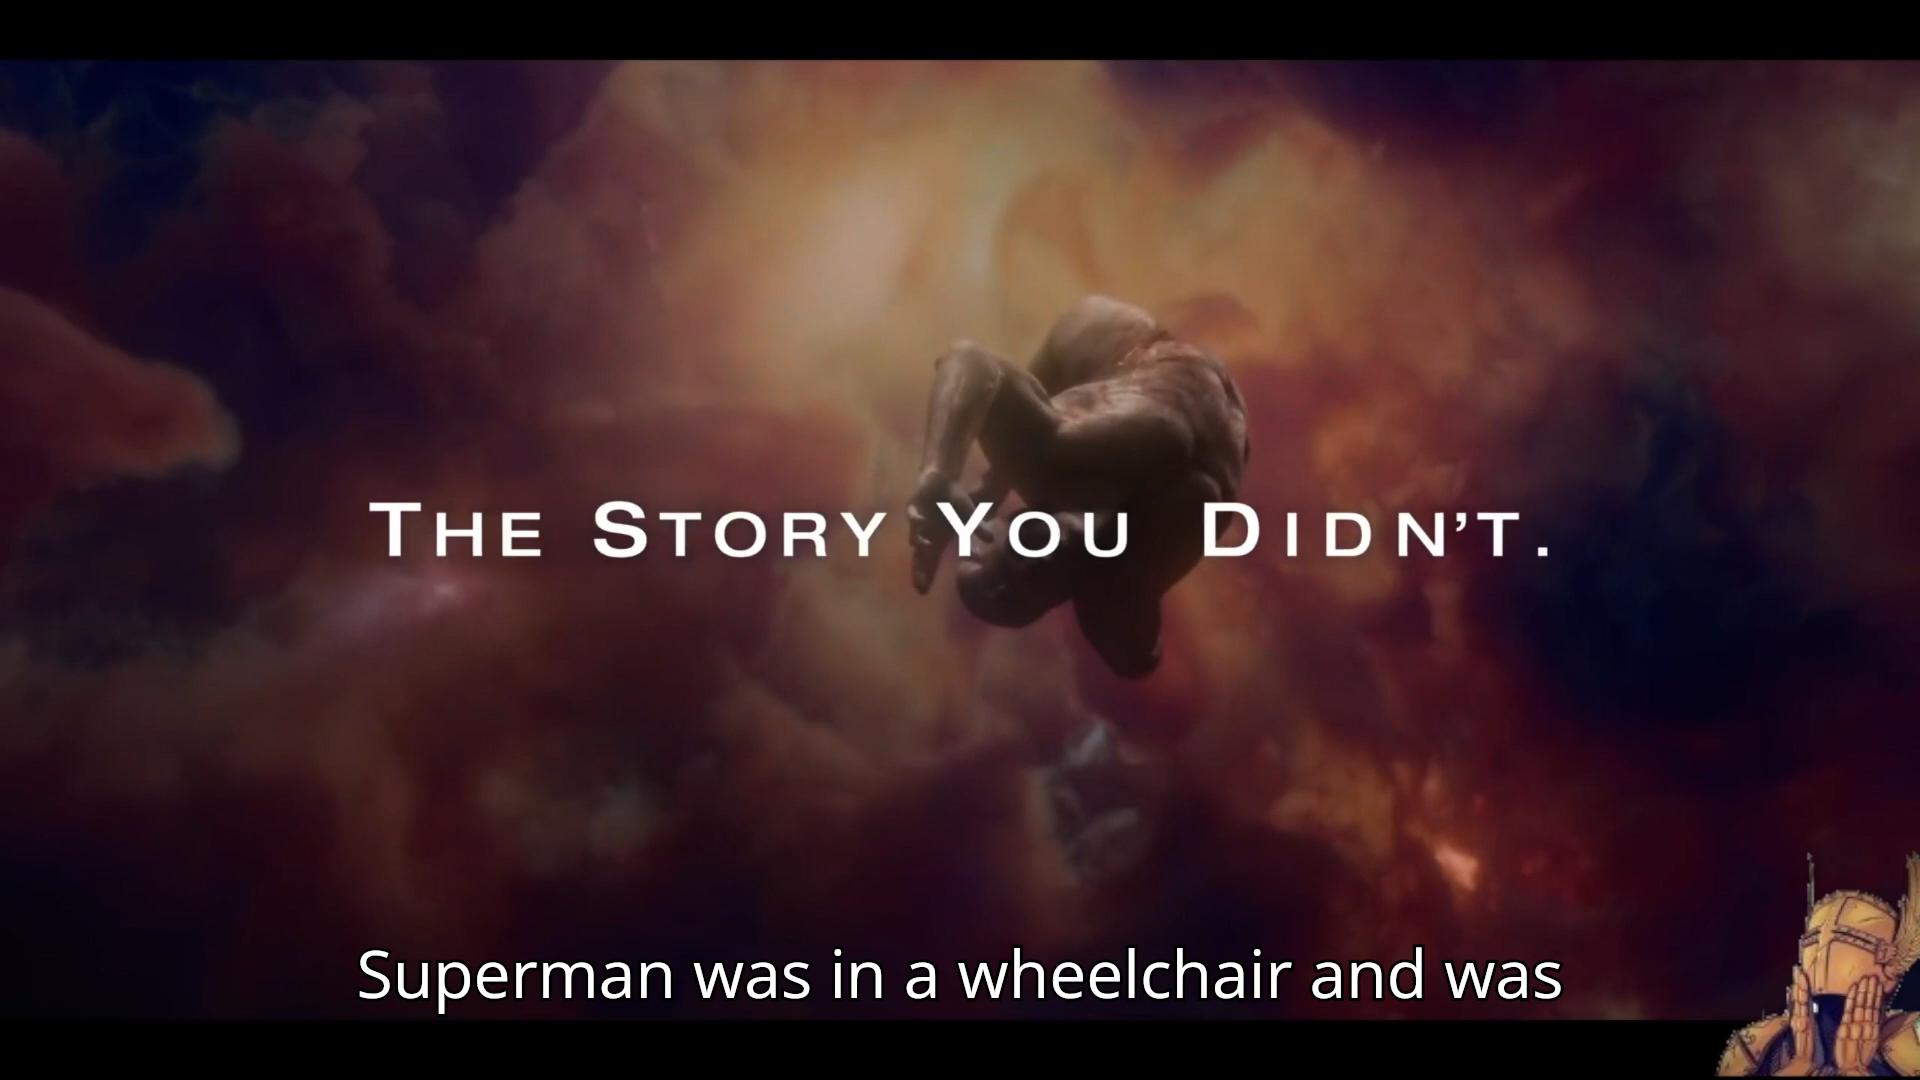 THE STORY YOU DIDN'T.
Superman was in a wheelchair and was